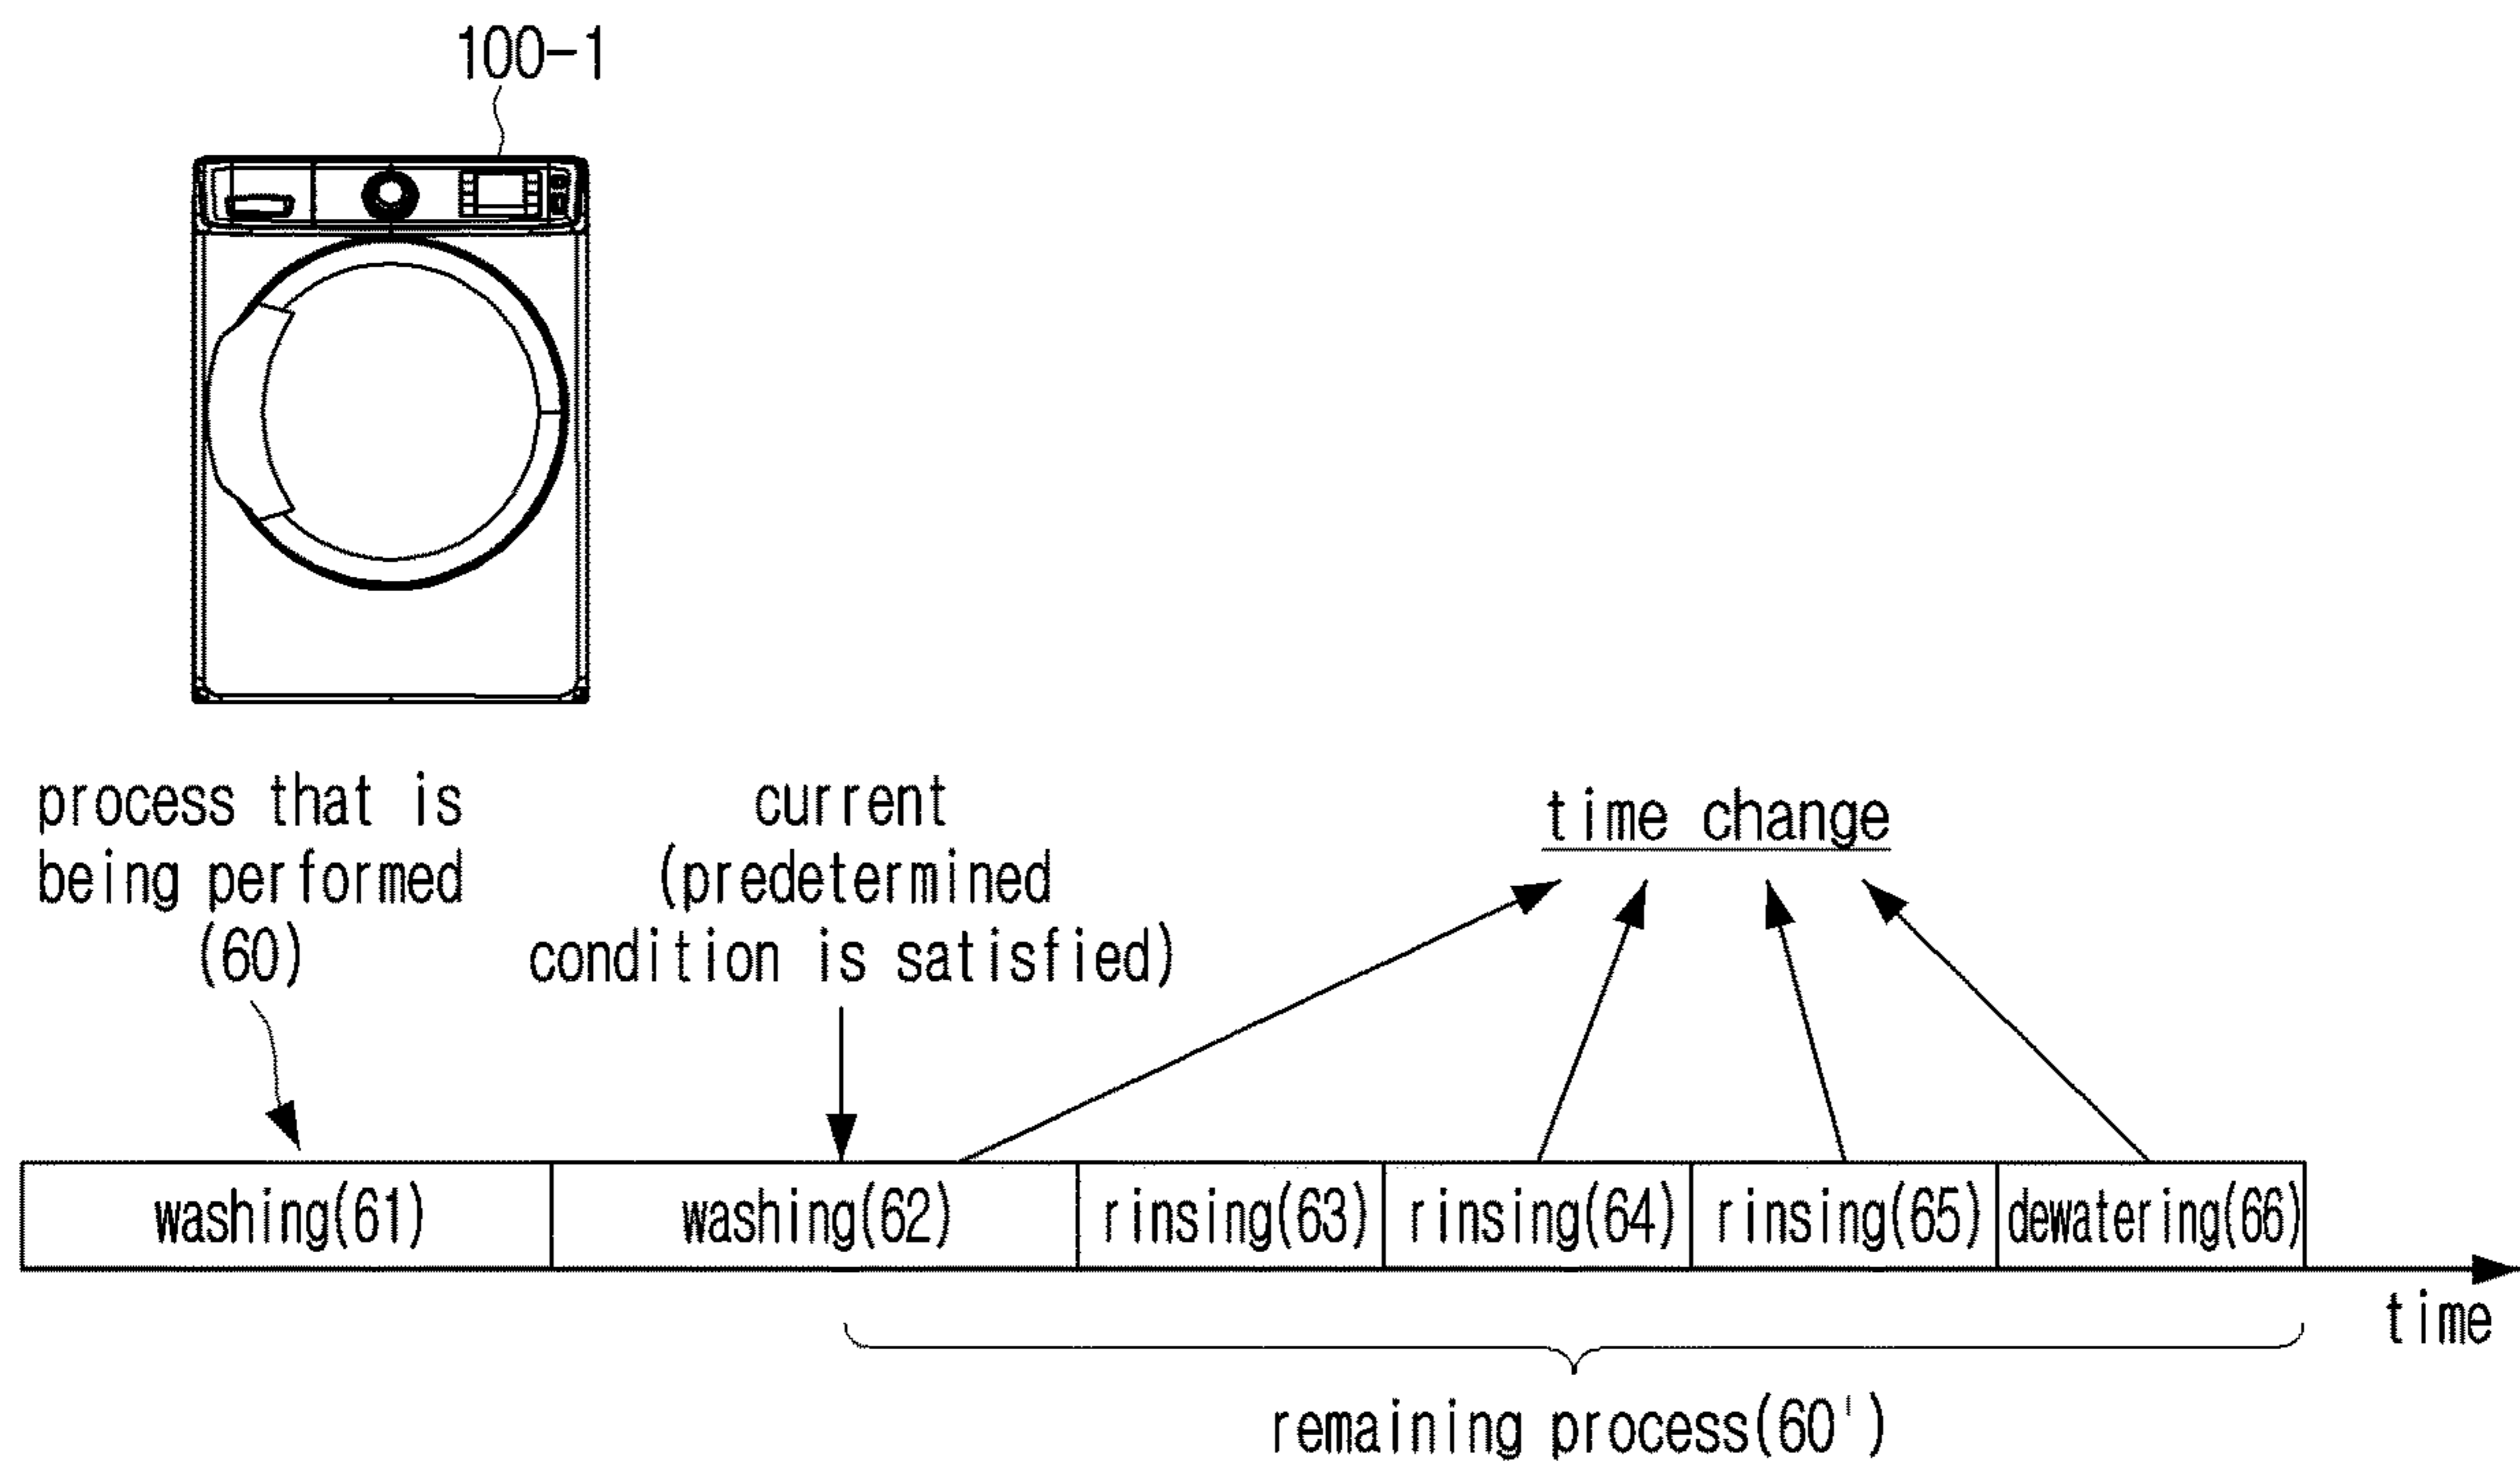 100-1
process that is
being performed
(60)
current
(predetermined
condition is satisfied)
time change
washing(61)
washing(62)
rinsing(63)
rinsing(64)
rinsing(65)
dewatering(66)
time
remaining process(60')